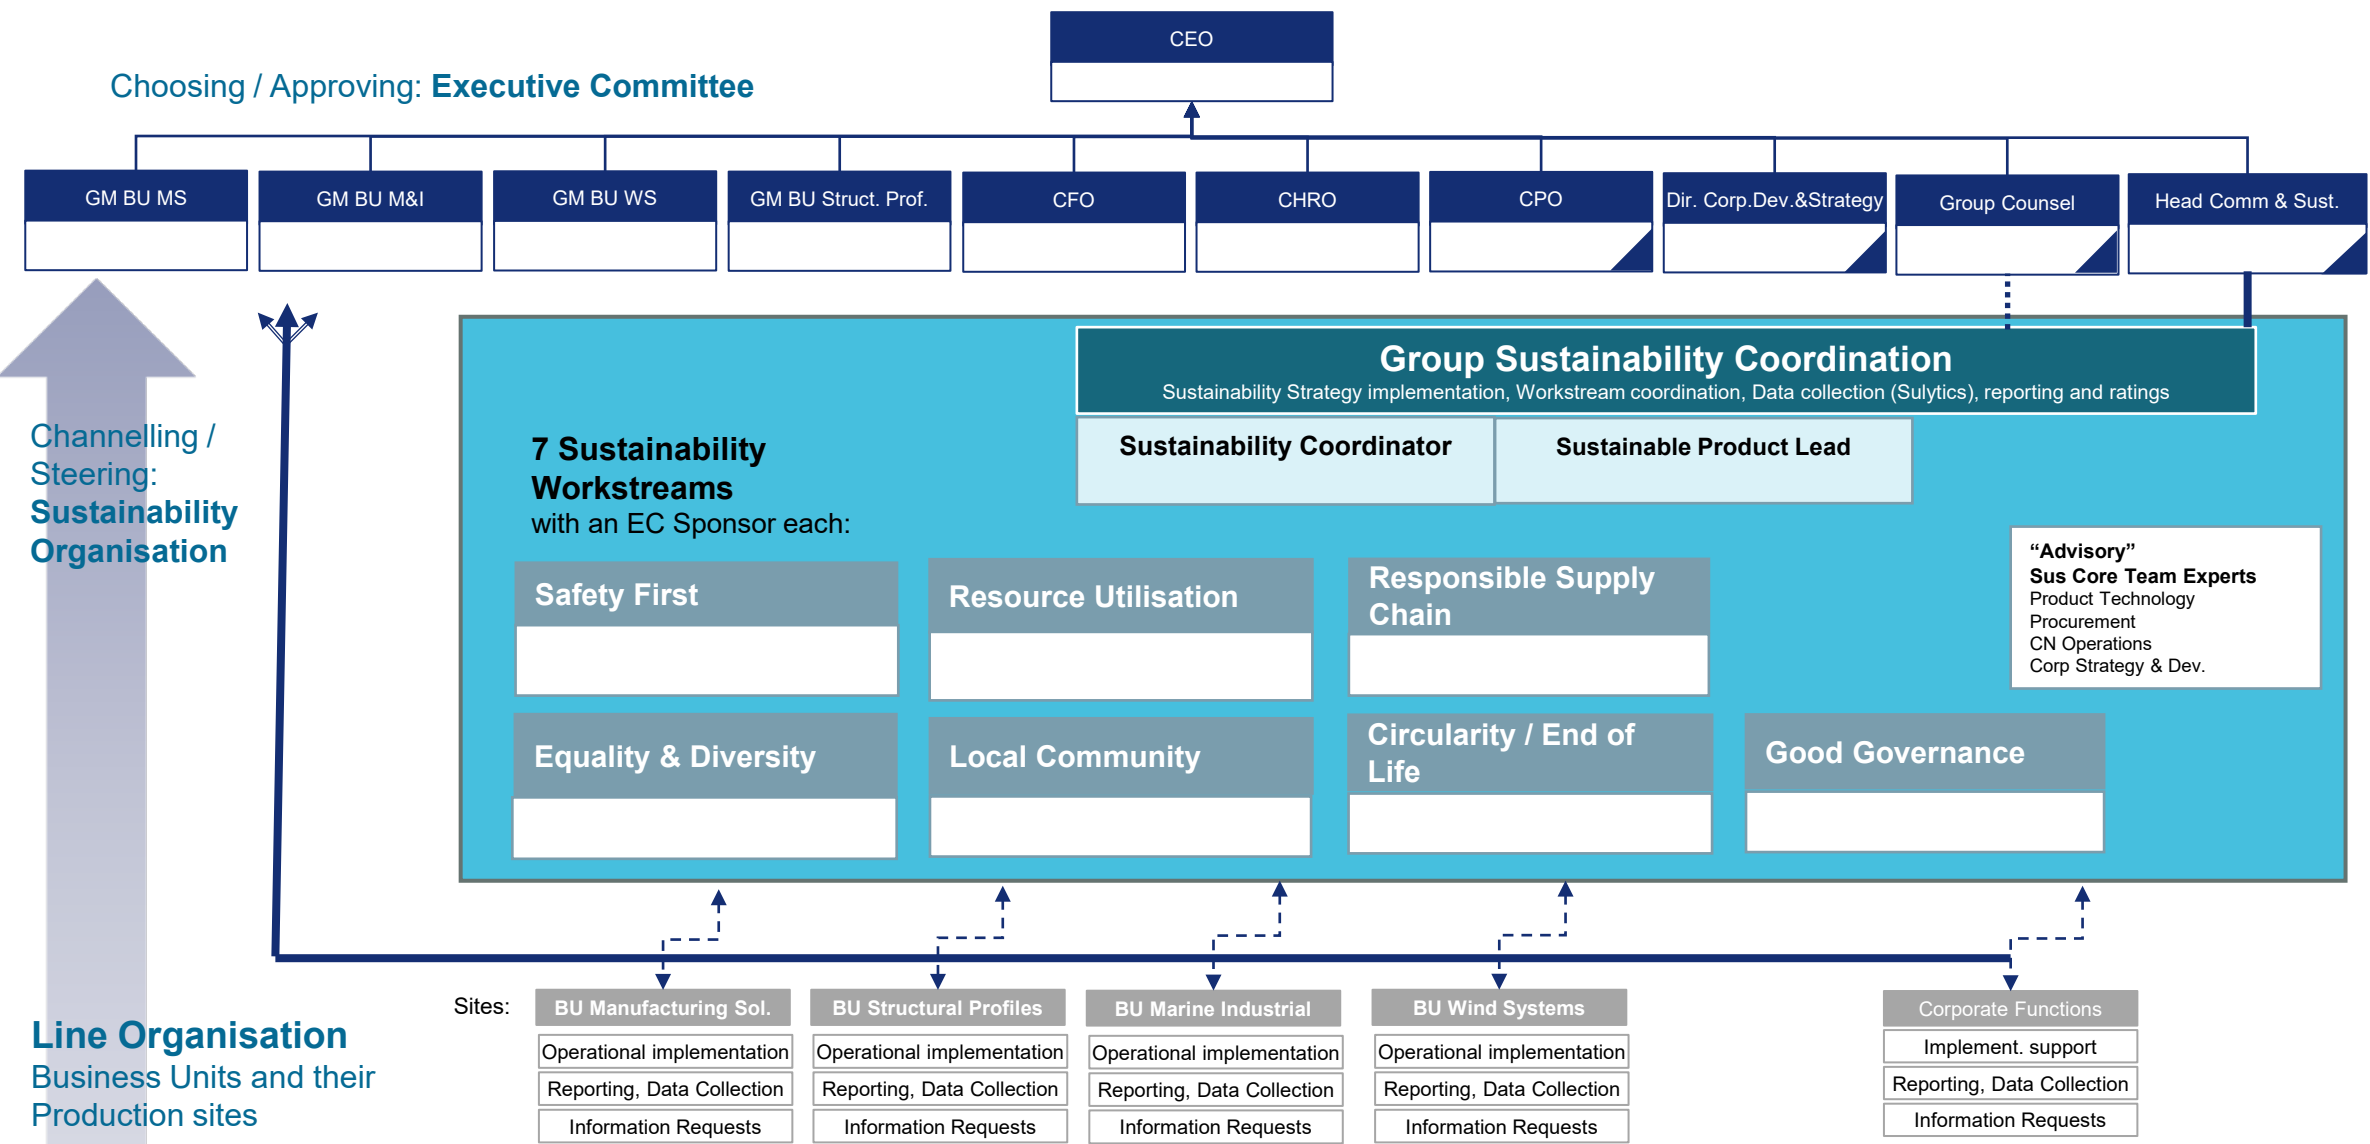 CEO
Choosing / Approving: Executive Committee
GM BU MS
GM BU M&I
GM BU WS
GM BU Struct. Prof.
CFO
CHRO
CPO
Dir. Corp.Dev.&Strategy
Group Counsel
Head Comm & Sust.
Group Sustainability Coordination
Sustainability Strategy implementation, Workstream coordination, Data collection (Sulytics), reporting and ratings
Sustainability Coordinator
Sustainable Product Lead
Channelling /
Steering:
Sustainability
Organisation
7 Sustainability
Workstreams
with an EC Sponsor each:
“Advisory”
Sus Core Team Experts
Product Technology
Procurement
CN Operations
Corp Strategy & Dev.
Safety First
Resource Utilisation
Responsible Supply
Chain
Equality & Diversity
Local Community
Circularity / End of
Life
Good Governance
Line Organisation
Business Units and their
Production sites
Sites:
BU Manufacturing Sol.
Operational implementation
Reporting, Data Collection
Information Requests
BU Structural Profiles
Operational implementation
Reporting, Data Collection
Information Requests
BU Marine Industrial
Operational implementation
Reporting, Data Collection
Information Requests
BU Wind Systems
Operational implementation
Reporting, Data Collection
Information Requests
Corporate Functions
Implement. support
Reporting, Data Collection
Information Requests